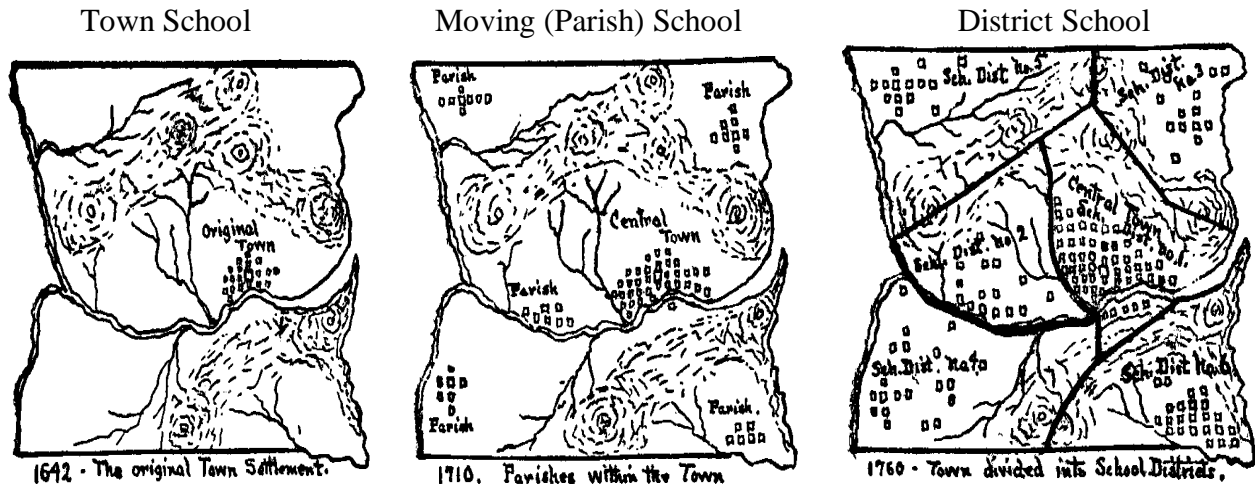 Town School
Moving (Parish) School
District School
Original
Town
1642 - The original Town Settlement.
Parish
Parish
Central
Town
Parish
Parish
Parish.
1710. Parishes within the Town
Sch. Dist. No. 5
Sch. Dist.
No. 3
Central Town
Sch. Dist. No. 1.
Sch. Dist. No 2
Sch. Dist. No. 4
Sch. Dist No. 6.
1760 - Town divided into School Districts.